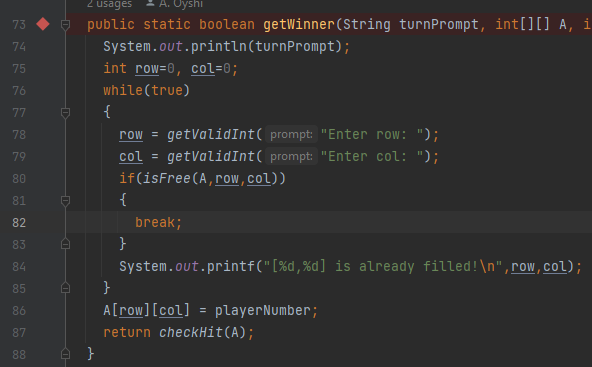 2 usages A. Oyshi
73 public static boolean getWinner(String turnPrompt, int[][] A, i
74 System.out.println(turnPrompt);
75 int row=0, col=0;
76 while(true)
77 {
78 row = getValidInt( prompt: "Enter row: ");
79 col = getValidInt( prompt: "Enter col: ");
80 if(isFree(A,row,col))
81 {
82 break;
83 }
84 System.out.printf("[%d,%d] is already filled!\n",row,col);
85 }
86 A[row][col] = playerNumber;
87 return checkHit(A);
88 }